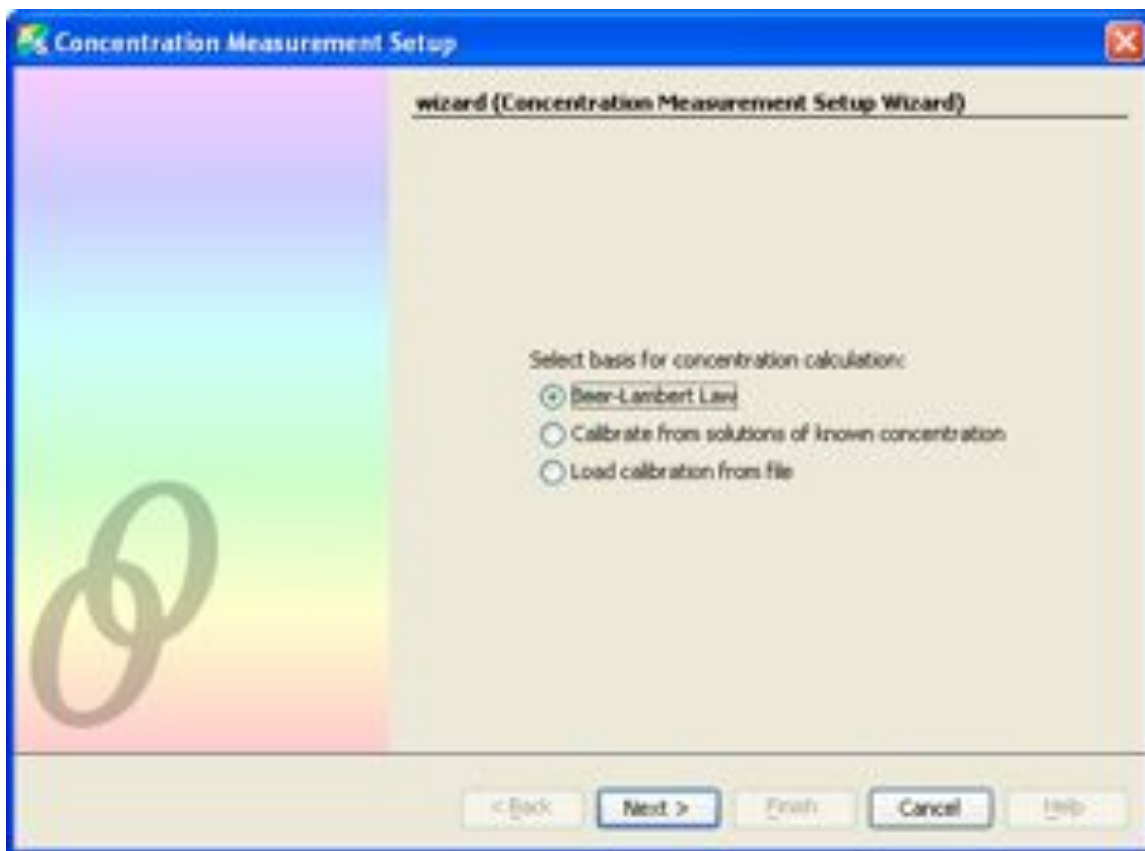 Concentration Measurement Setup
wizard (Concentration Measurement Setup Wizard)
Select basis for concentration calculation:
Beer-Lambert Law
Calibrate from solutions of known concentration
Load calibration from file
< Back Next > Finish Cancel Help
OO